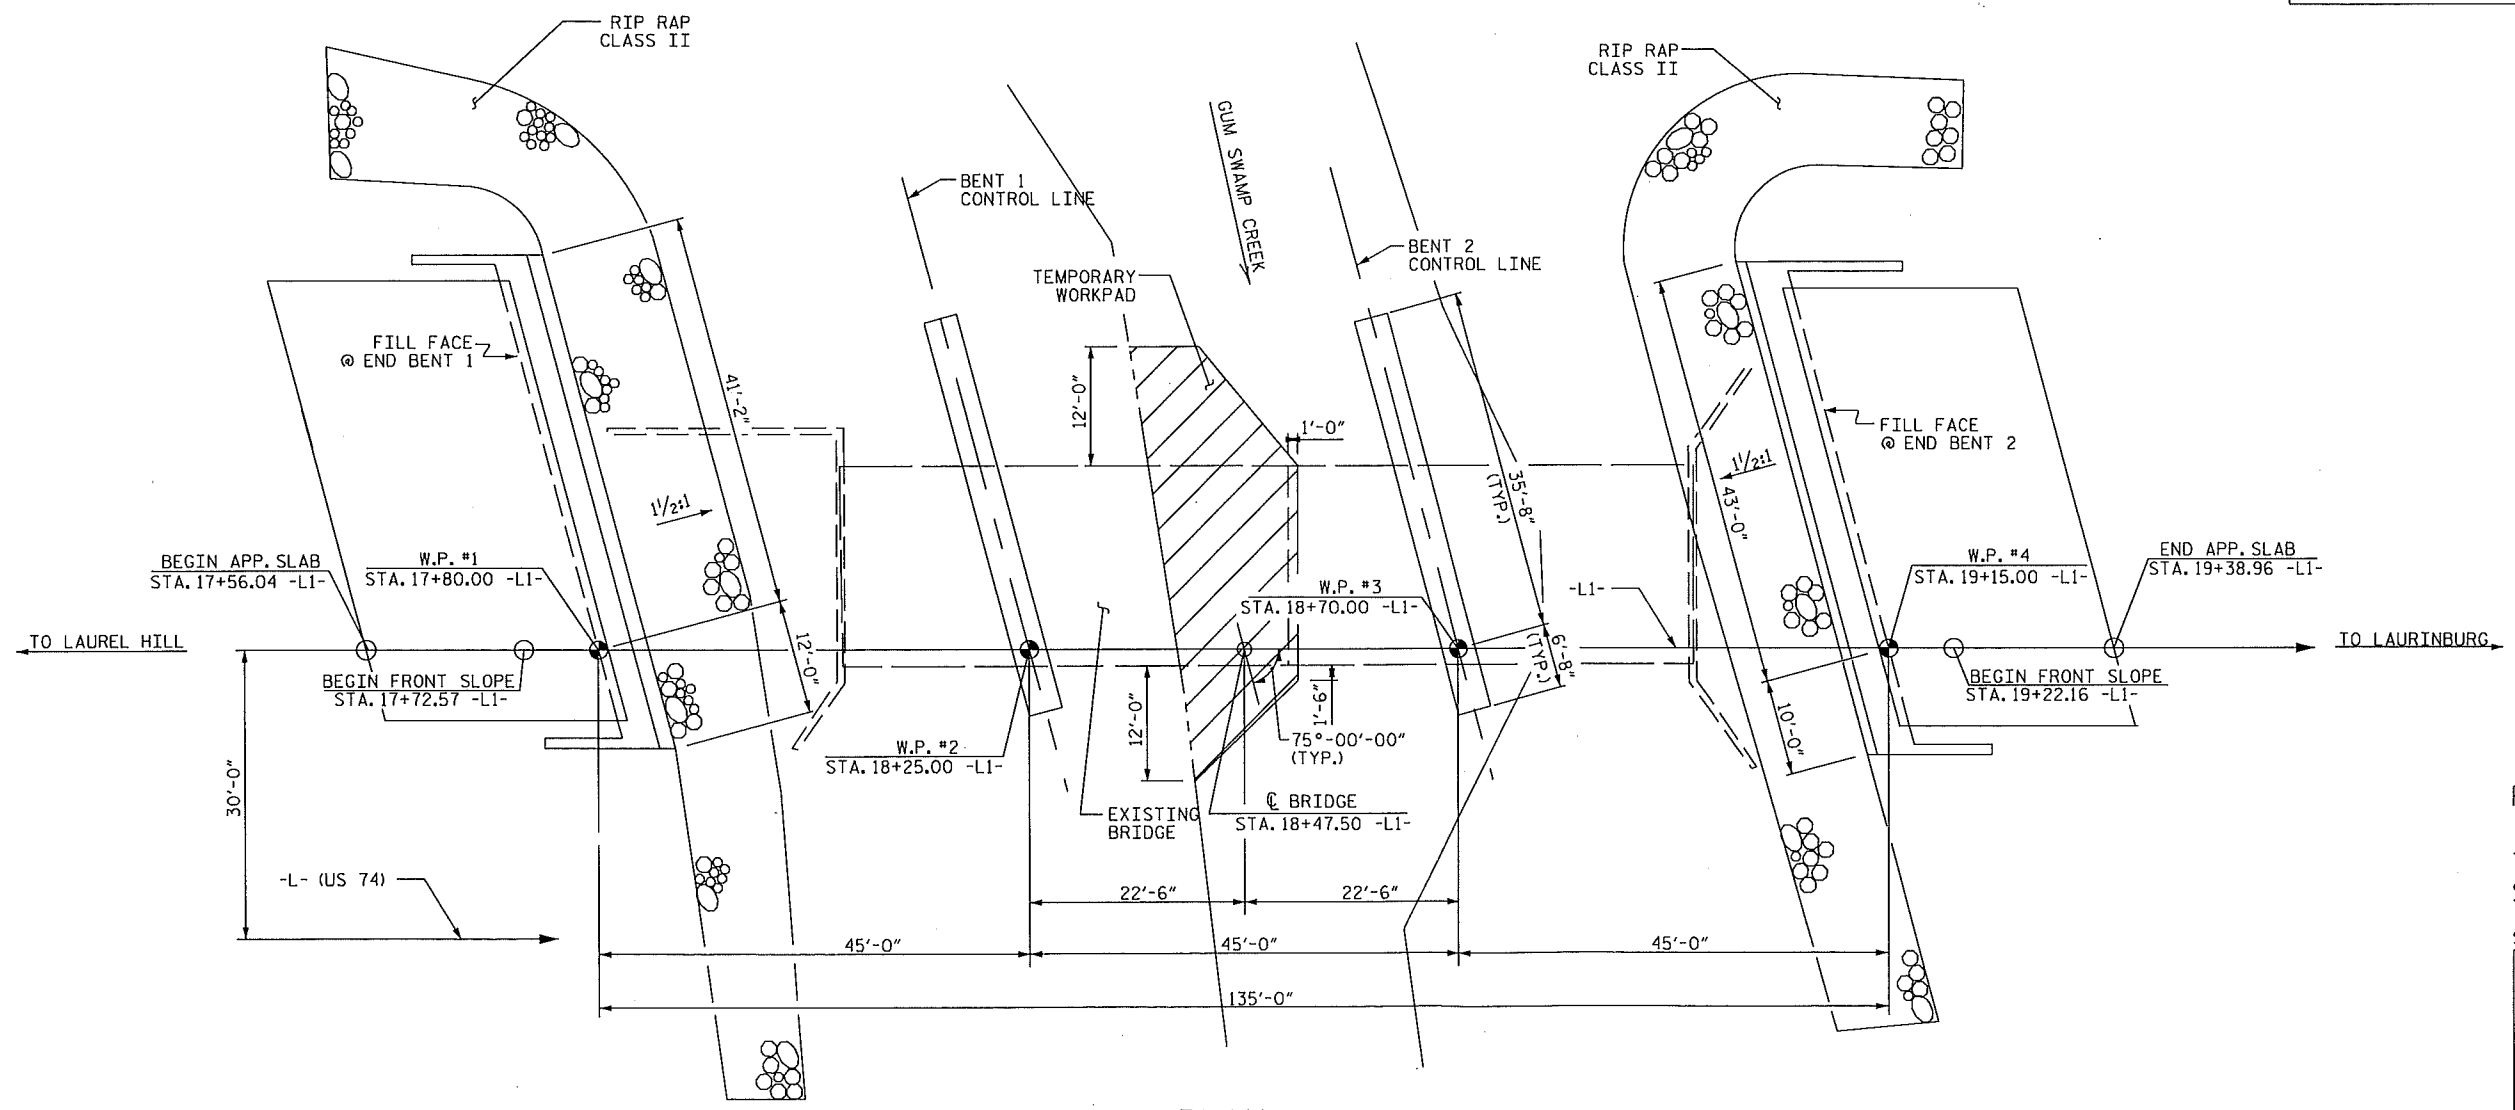 RIP RAP
CLASS II
RIP RAP
CLASS II
GUM SWAMP CREEK
BENT 1
CONTROL LINE
BENT 2
CONTROL LINE
TEMPORARY
WORKPAD
FILL FACE
@ END BENT 1
41'-2"
12'-0"
1'-0"
35'-8"
(TYP.)
FILL FACE
@ END BENT 2
1 1/2:1
1 1/2:1
43'-0"
BEGIN APP. SLAB
STA. 17+56.04 -L1-
W.P. #1
STA. 17+80.00 -L1-
W.P. #3
STA. 18+70.00 -L1-
-L1-
W.P. #4
STA. 19+15.00 -L1-
END APP. SLAB
STA. 19+38.96 -L1-
TO LAUREL HILL
TO LAURINBURG
12'-0"
6'-8"
(TYP.)
BEGIN FRONT SLOPE
STA. 17+72.57 -L1-
BEGIN FRONT SLOPE
STA. 19+22.16 -L1-
12'-0"
1'-6"
10'-0"
75°-00'-00"
(TYP.)
W.P. #2
STA. 18+25.00 -L1-
30'-0"
EXISTING
BRIDGE
℄ BRIDGE
STA. 18+47.50 -L1-
-L- (US 74)
22'-6"
22'-6"
45'-0"
45'-0"
45'-0"
135'-0"